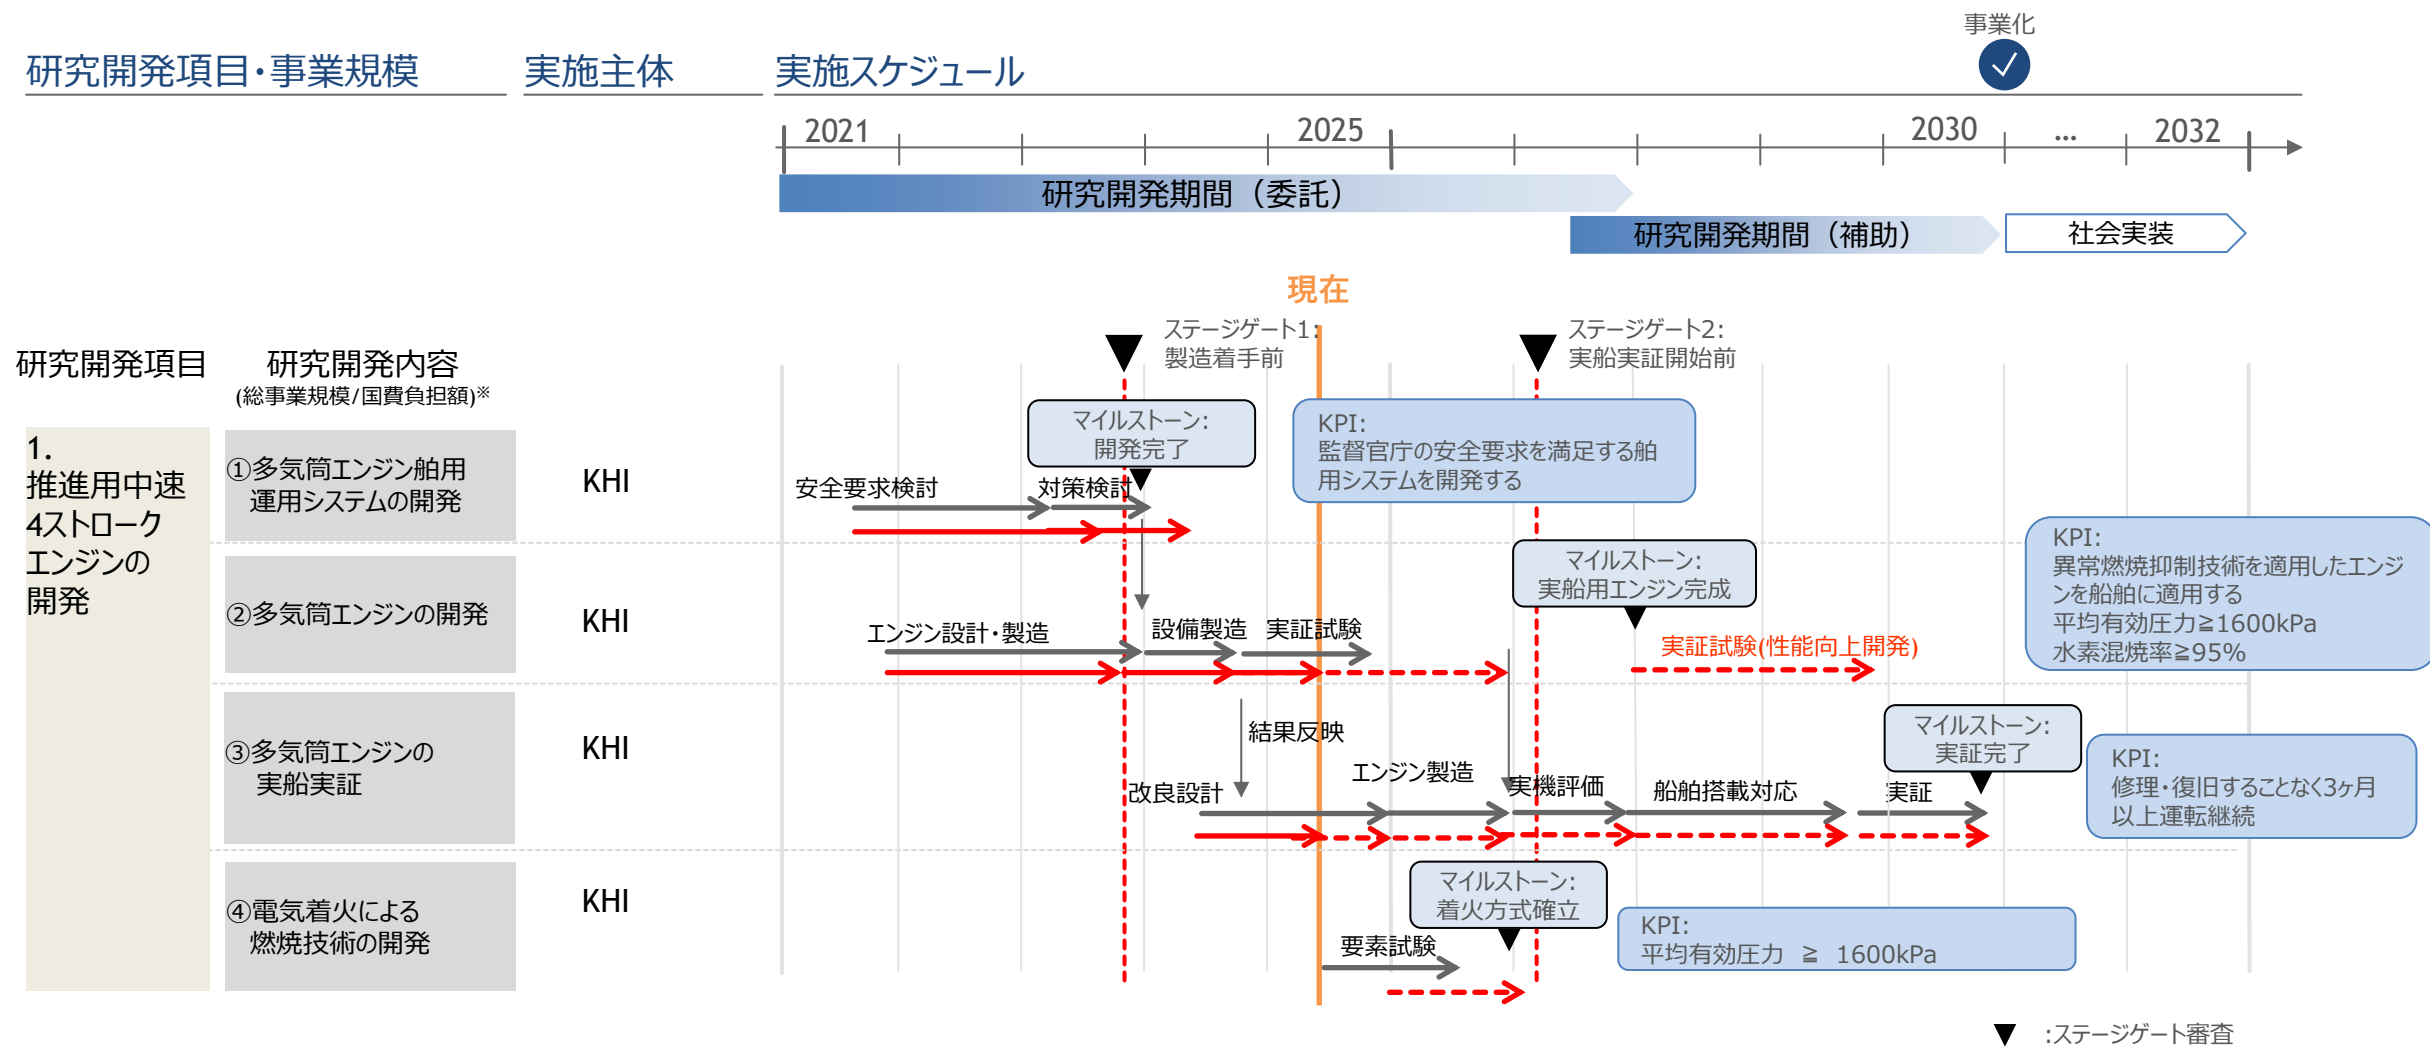 事業化
研究開発項目・事業規模
実施主体
実施スケジュール
2021
2025
2030
...
2032
研究開発期間（委託）
研究開発期間（補助）
社会実装
現在
ステージゲート1:
製造着手前
ステージゲート2:
実船実証開始前
研究開発項目
研究開発内容
(総事業規模/国費負担額)※
1.
推進用中速
4ストローク
エンジンの
開発
①多気筒エンジン舶用
運用システムの開発
KHI
安全要求検討
対策検討
マイルストーン:
開発完了
KPI:
監督官庁の安全要求を満足する舶
用システムを開発する
②多気筒エンジンの開発
KHI
エンジン設計・製造
設備製造
実証試験
マイルストーン:
実船用エンジン完成
実証試験(性能向上開発)
KPI:
異常燃焼抑制技術を適用したエンジ
ンを船舶に適用する
平均有効圧力≧1600kPa
水素混焼率≧95%
③多気筒エンジンの
実船実証
KHI
結果反映
改良設計
エンジン製造
実機評価
船舶搭載対応
実証
マイルストーン:
実証完了
KPI:
修理・復旧することなく3ヶ月
以上運転継続
④電気着火による
燃焼技術の開発
KHI
要素試験
マイルストーン:
着火方式確立
KPI:
平均有効圧力 ≧ 1600kPa
▼ :ステージゲート審査